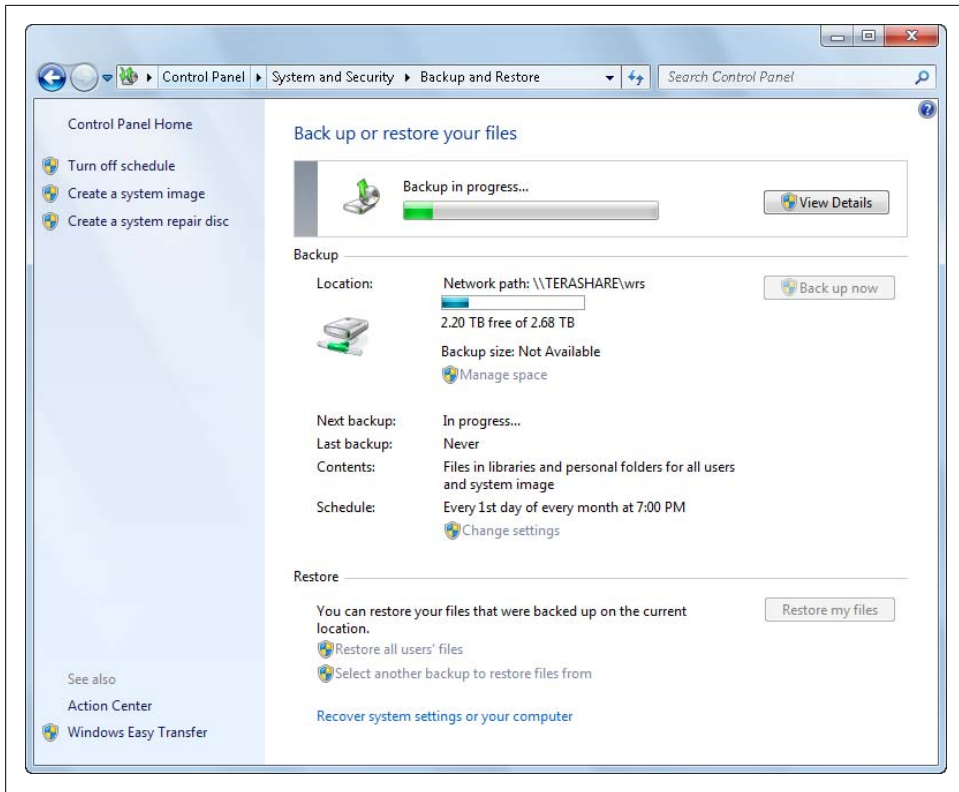 Control Panel System and Security Backup and Restore Search Control Panel
Control Panel Home
Turn off schedule
Create a system image
Create a system repair disc
Back up or restore your files
Backup in progress...
View Details
Backup
Location: Network path: \\TERASHARE\wrs
Back up now
2.20 TB free of 2.68 TB
Backup size: Not Available
Manage space
Next backup: In progress...
Last backup: Never
Contents: Files in libraries and personal folders for all users
and system image
Schedule: Every 1st day of every month at 7:00 PM
Change settings
Restore
You can restore your files that were backed up on the current
location.
Restore my files
Restore all users' files
Select another backup to restore files from
Recover system settings or your computer
See also
Action Center
Windows Easy Transfer